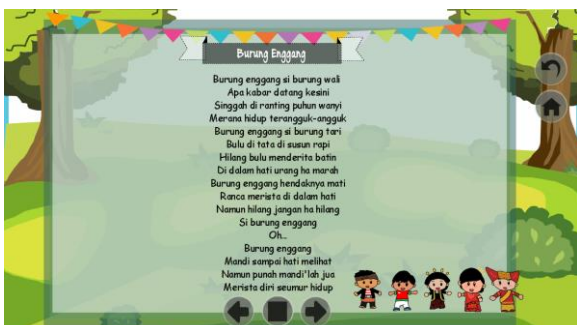 Burung Enggang
Burung enggang si burung wali
Apa kabar datang kesini
Singgah di ranting puhun wanyi
Merana hidup terangguk-angguk
Burung enggang si burung tari
Bulu di tata di susun rapi
Hilang bulu menderita batin
Di dalam hati urang ha marah
Burung enggang hendaknya mati
Ranca merista di dalam hati
Namun hilang jangan ha hilang
Si burung enggang
Oh...
Burung enggang
Mandi sampai hati melihat
Namun punah mandi'lah jua
Merista diri seumur hidup